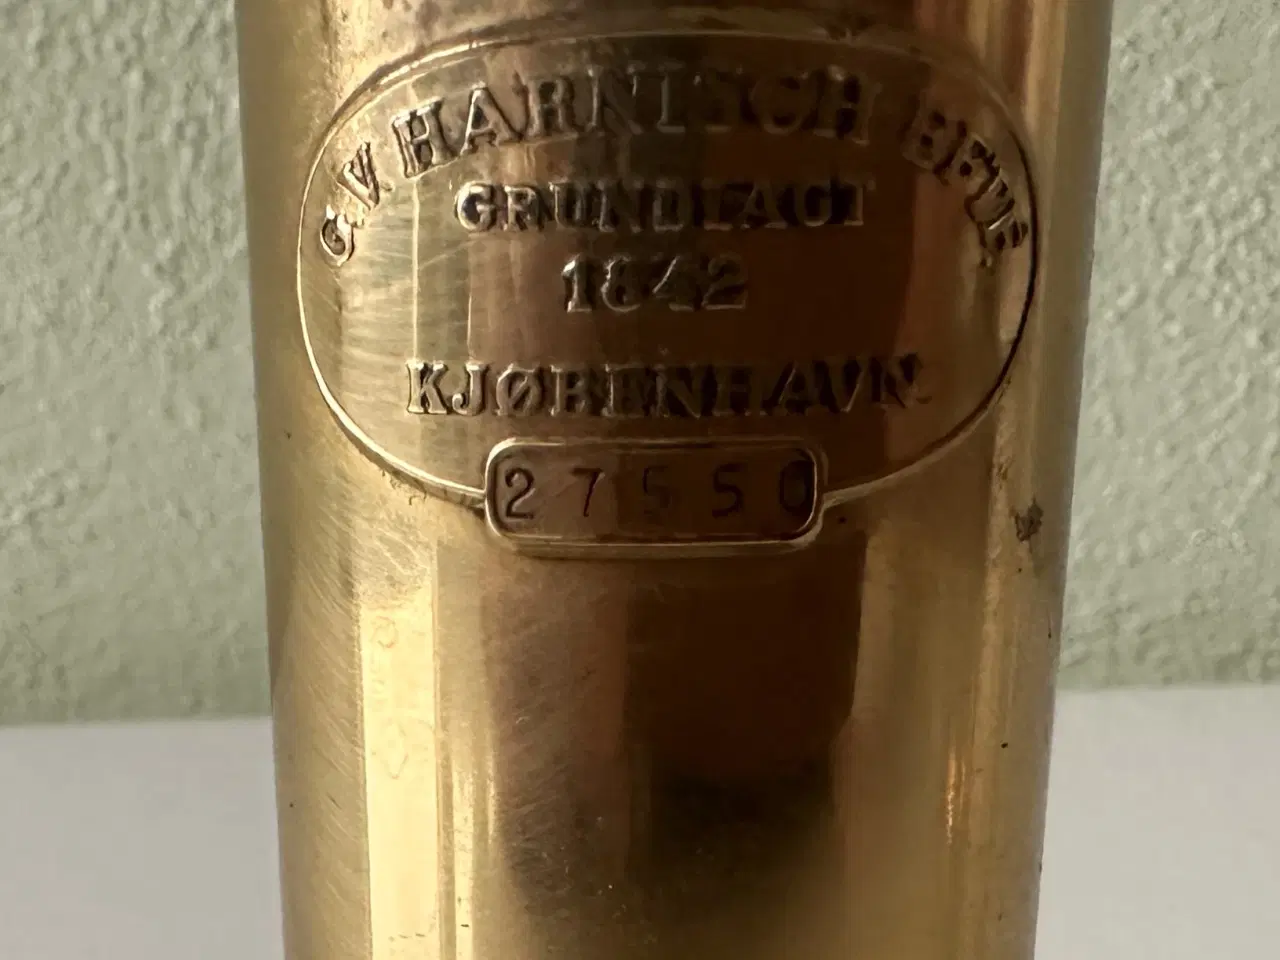 G.V. HARNISCH EFTF.
GRUNDLAGT
1842
KJØBENHAVN.
27550